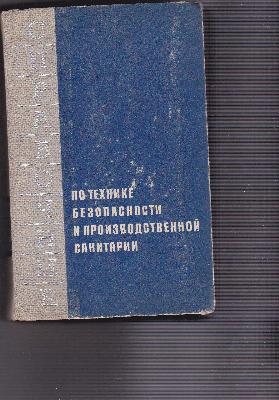 ПО ТЕХНИКЕ
БЕЗОПАСНОСТИ
И ПРОИЗВОДСТВЕННОЙ
САНИТАРИИ